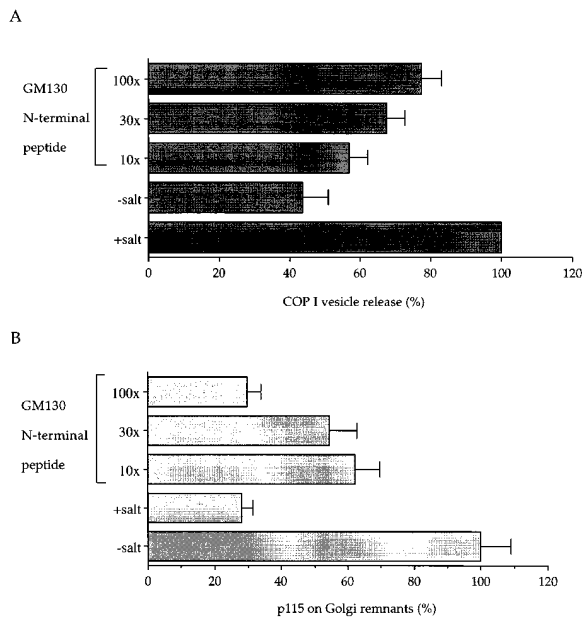 A
GM130
N-terminal
peptide
100x
30x
10x
-salt
+salt
0 20 40 60 80 100 120
COP I vesicle release (%)
B
GM130
N-terminal
peptide
100x
30x
10x
+salt
-salt
0 20 40 60 80 100 120
p115 on Golgi remnants (%)